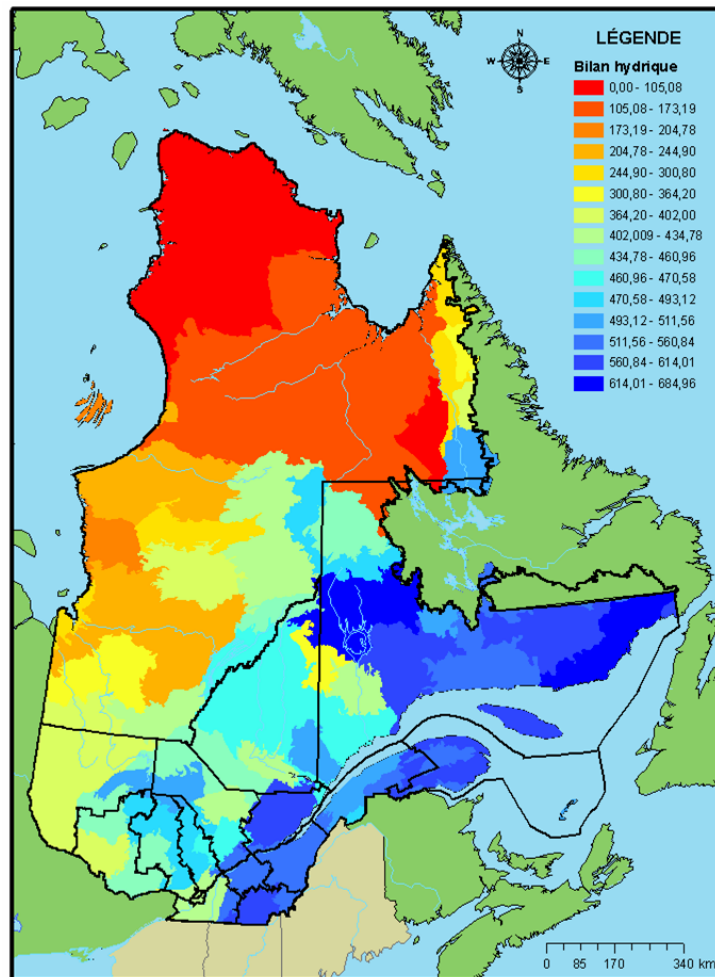 N
W E
S
LÉGENDE
Bilan hydrique
0,00 - 105,08
105,08 - 173,19
173,19 - 204,78
204,78 - 244,90
244,90 - 300,80
300,80 - 364,20
364,20 - 402,00
402,009 - 434,78
434,78 - 460,96
460,96 - 470,58
470,58 - 493,12
493,12 - 511,56
511,56 - 560,84
560,84 - 614,01
614,01 - 684,96
0 85 170 340 km